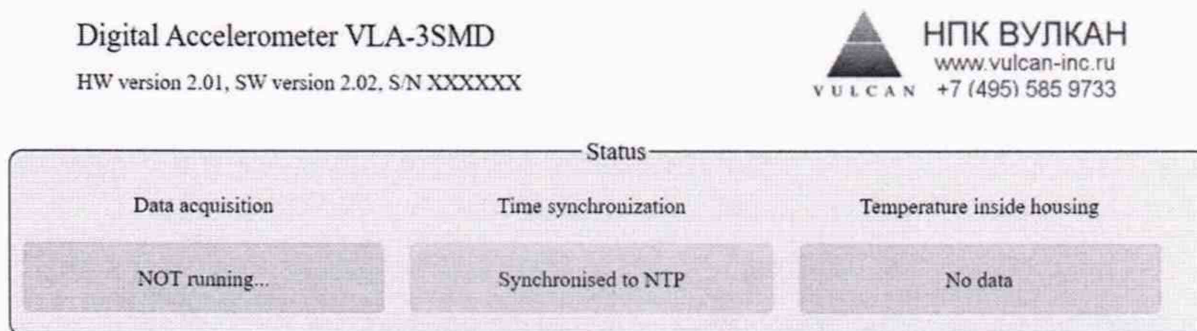 Digital Accelerometer VLA-3SMD
HW version 2.01, SW version 2.02, S/N XXXXXX
VULCAN
НПК ВУЛКАН
www.vulcan-inc.ru
+7 (495) 585 9733
Status
Data acquisition
Time synchronization
Temperature inside housing
NOT running...
Synchronised to NTP
No data